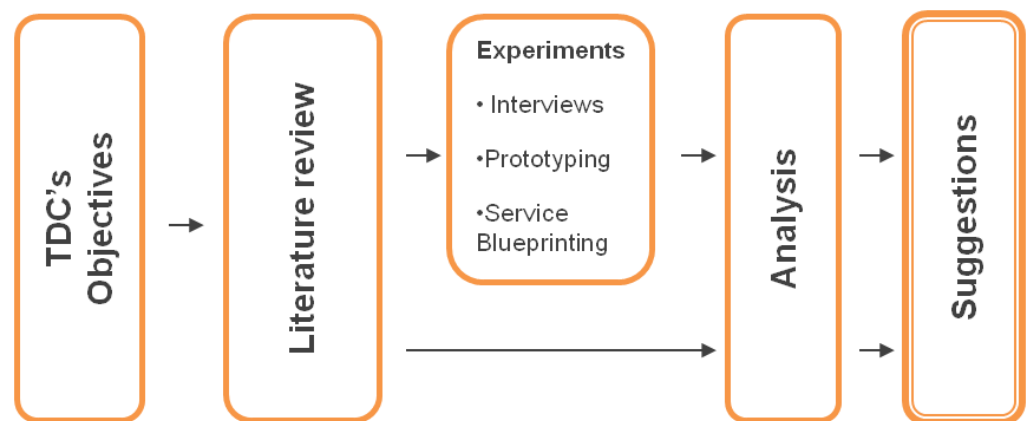 TDC's
Objectives
Literature review
Experiments
• Interviews
•Prototyping
•Service
Blueprinting
Analysis
Suggestions